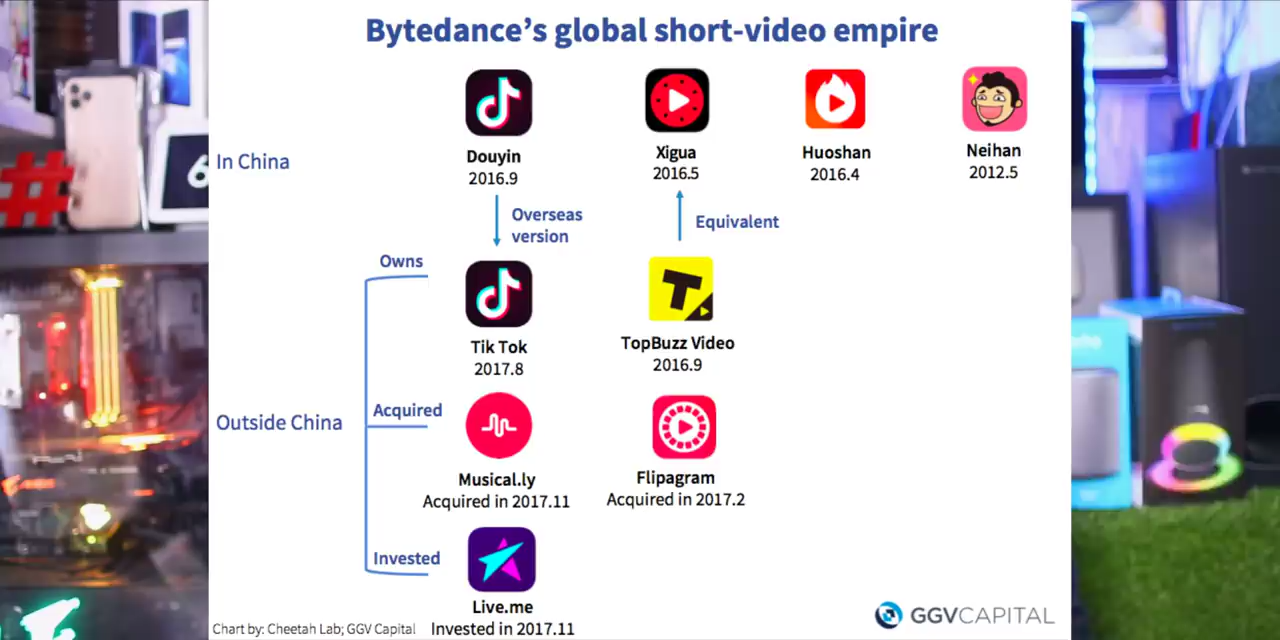 Bytedance's global short-video empire
In China
Douyin
2016.9
Xigua
2016.5
Huoshan
2016.4
Neihan
2012.5
Overseas
version
Equivalent
Outside China
Owns
Tik Tok
2017.8
TopBuzz Video
2016.9
Acquired
Musical.ly
Acquired in 2017.11
Flipagram
Acquired in 2017.2
Invested
Live.me
Invested in 2017.11
Chart by: Cheetah Lab; GGV Capital
GGVCAPITAL
#
6